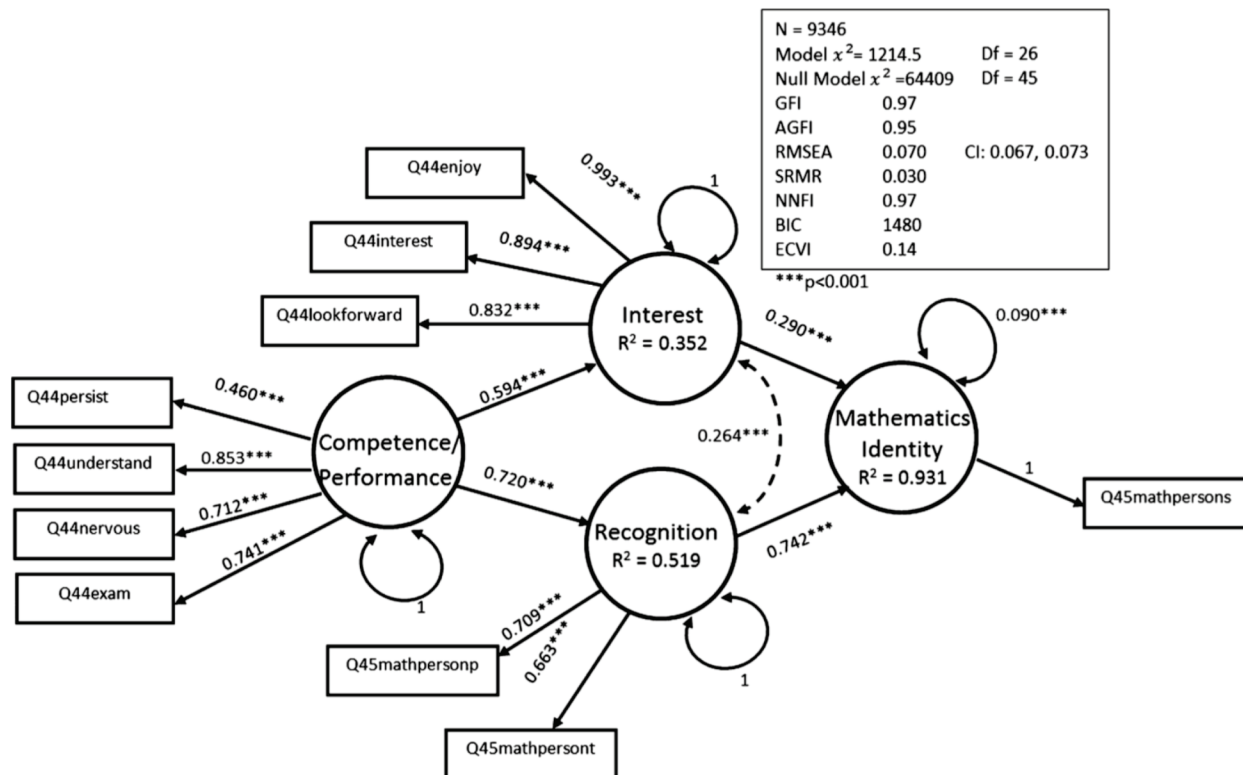 N = 9346
Model x²= 1214.5 Df = 26
Null Model x² =64409 Df = 45
GFI 0.97
AGFI 0.95
RMSEA 0.070 CI: 0.067, 0.073
SRMR 0.030
NNFI 0.97
BIC 1480
ECVI 0.14
***p<0.001
Q44enjoy
0.993***
1
Q44interest
0.894***
Q44lookforward
0.832***
Interest
R² = 0.352
0.290***
0.090***
Q44persist
0.460***
0.594***
Q44understand
0.853***
Competence/
Performance
0.264***
Mathematics
Identity
R² = 0.931
Q44nervous
0.712***
0.720***
1
Q45mathpersons
Q44exam
0.741***
1
Recognition
R² = 0.519
0.742***
Q45mathpersonp
0.709***
0.663***
1
Q45mathpersont